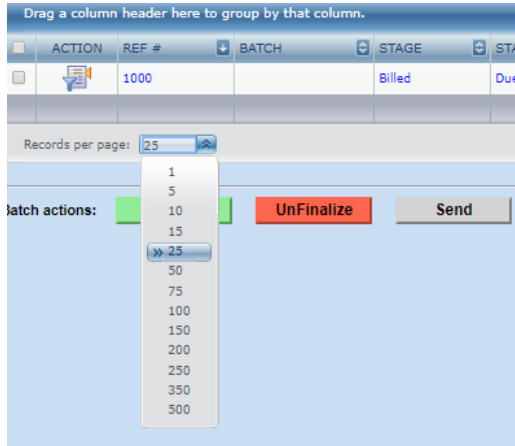 Drag a column header here to group by that column.
ACTION REF # BATCH STAGE
1000 Billed Due
Records per page: 25
1
5
10
15
25
50
75
100
150
200
250
350
500
Batch actions: UnFinalize Send